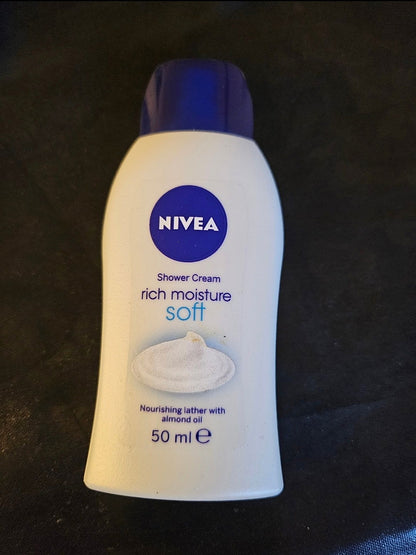 NIVEA
Shower Cream
rich moisture
soft
Nourishing lather with
almond oil
50 ml ℮